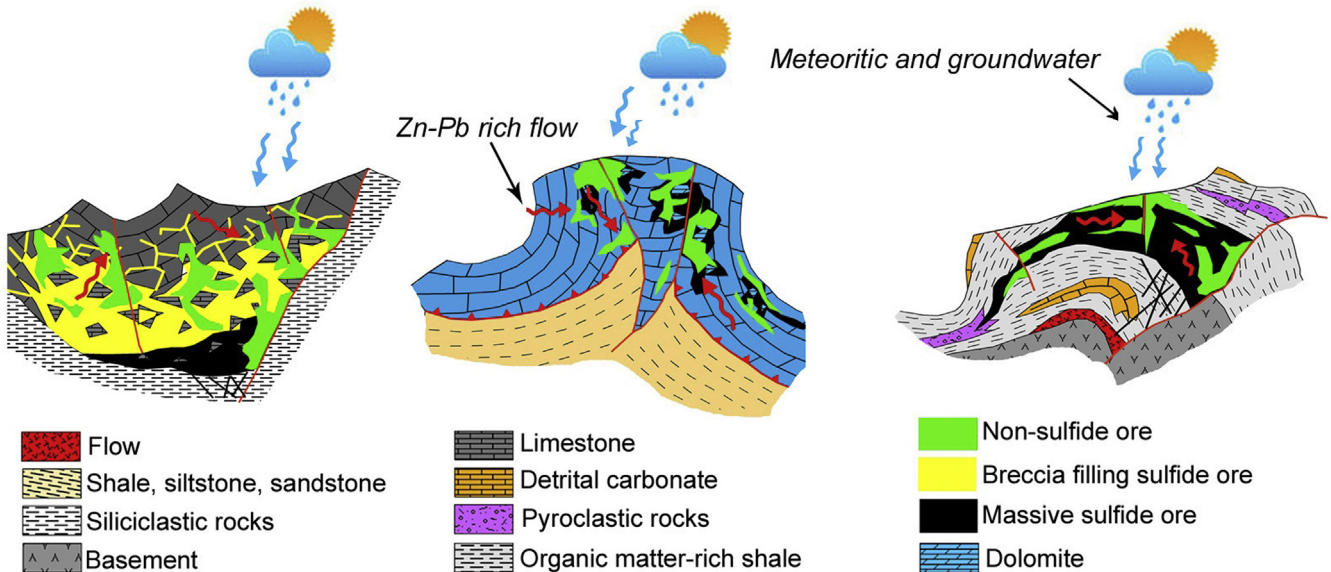 Meteoritic and groundwater
Zn-Pb rich flow
Flow
Shale, siltstone, sandstone
Siliciclastic rocks
Basement
Limestone
Detrital carbonate
Pyroclastic rocks
Organic matter-rich shale
Non-sulfide ore
Breccia filling sulfide ore
Massive sulfide ore
Dolomite